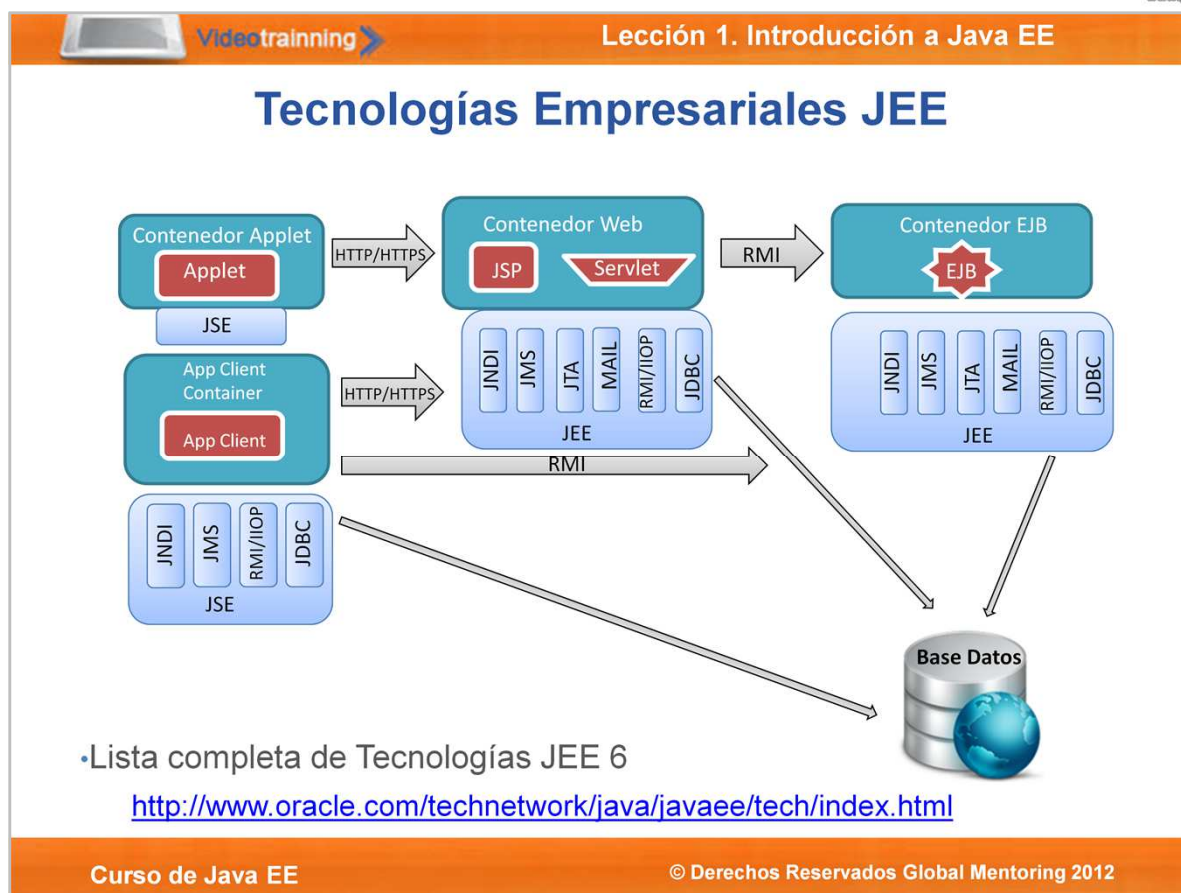 Videotrainning
Lección 1. Introducción a Java EE
Tecnologías Empresariales JEE
Contenedor Applet
Applet
JSE
HTTP/HTTPS
Contenedor Web
JSP
Servlet
JNDI
JMS
JTA
MAIL
RMI/IIOP
JDBC
JEE
RMI
Contenedor EJB
EJB
JNDI
JMS
JTA
MAIL
RMI/IIOP
JDBC
JEE
App Client
Container
App Client
HTTP/HTTPS
RMI
JNDI
JMS
RMI/IIOP
JDBC
JSE
Base Datos
•Lista completa de Tecnologías JEE 6
http://www.oracle.com/technetwork/java/javaee/tech/index.html
Curso de Java EE
© Derechos Reservados Global Mentoring 2012